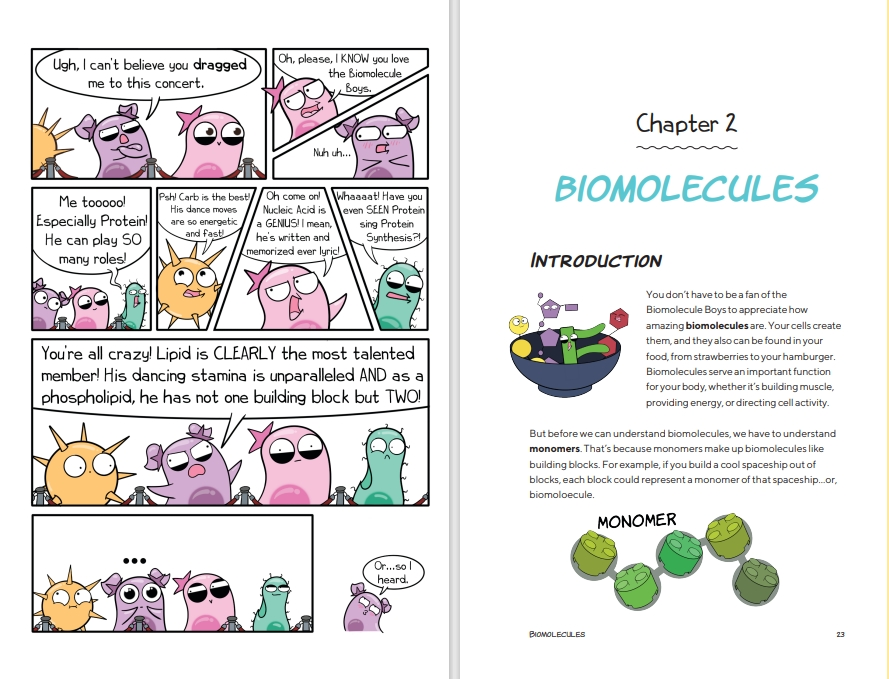 Ugh, I can't believe you dragged
me to this concert.
Oh, please, I KNOW you love
the Biomolecule
Boys.
Nuh uh...
Me tooooo!
Especially Protein!
He can play SO
many roles!
Psh! Carb is the best!
His dance moves
are so energetic
and fast!
Oh come on!
Nucleic Acid is
a GENIUS! I mean,
he's written and
memorized ever lyric!
Whaaaat! Have you
even SEEN Protein
sing Protein
Synthesis?!
You're all crazy! Lipid is CLEARLY the most talented
member! His dancing stamina is unparalleled AND as a
phospholipid, he has not one building block but TWO!
...
Or...so I
heard.
Chapter 2
BIOMOLECULES
INTRODUCTION
You don't have to be a fan of the
Biomolecule Boys to appreciate how
amazing biomolecules are. Your cells create
them, and they also can be found in your
food, from strawberries to your hamburger.
Biomolecules serve an important function
for your body, whether it's building muscle,
providing energy, or directing cell activity.
But before we can understand biomolecules, we have to understand
monomers. That's because monomers make up biomolecules like
building blocks. For example, if you build a cool spaceship out of
blocks, each block could represent a monomer of that spaceship...or,
biomoloecule.
MONOMER
BIOMOLECULES
23